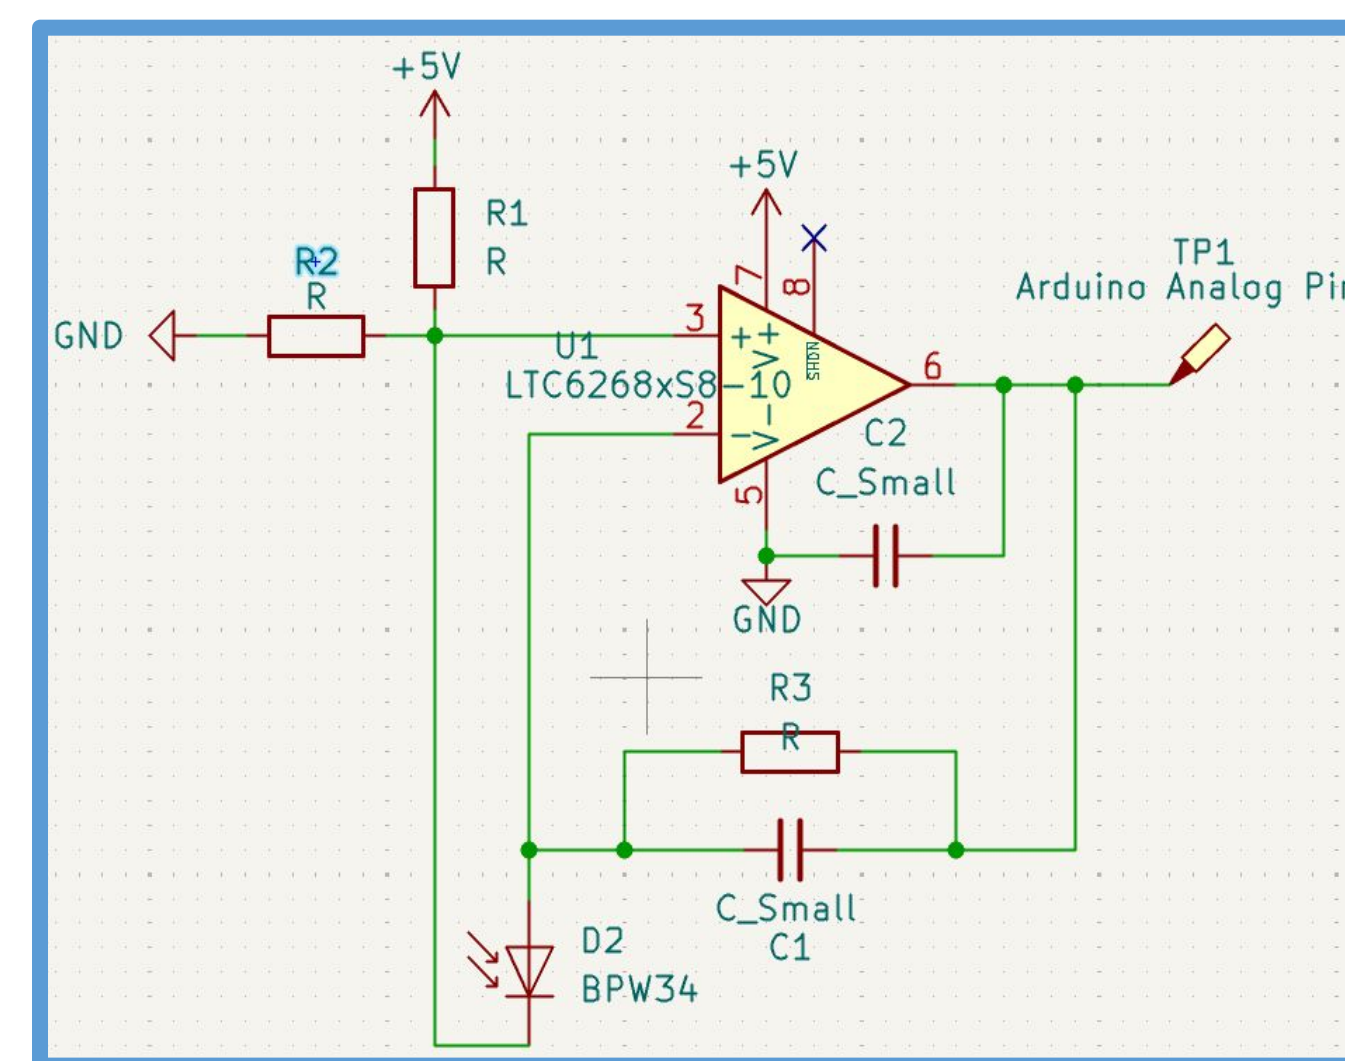 +5V
+5V
R1
R
R2
R
TP1
Arduino Analog Pi
7
8
3
GND
U1
+
+
V
SHDN
6
LTC6268xS8-10
2
-
V-
C2
C_Small
5
GND
R3
R
C_Small
C1
D2
BPW34